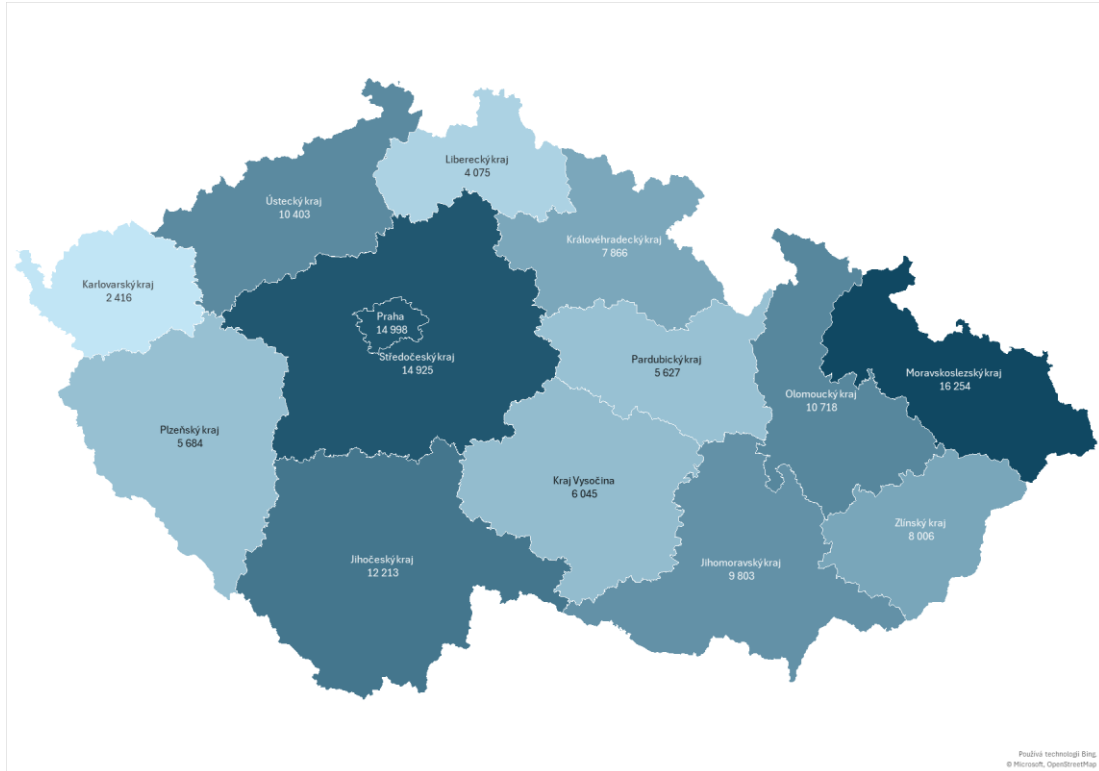 Liberecký kraj
4 075
Ústecký kraj
10 403
Královéhradecký kraj
7 866
Karlovarský kraj
2 416
Praha
14 998
Středočeský kraj
14 925
Pardubický kraj
5 627
Moravskoslezský kraj
16 254
Olomoucký kraj
10 718
Plzeňský kraj
5 684
Kraj Vysočina
6 045
Zlínský kraj
8 006
Jihočeský kraj
12 213
Jihomoravský kraj
9 803
Používá technologii Bing.
© Microsoft, OpenStreetMap